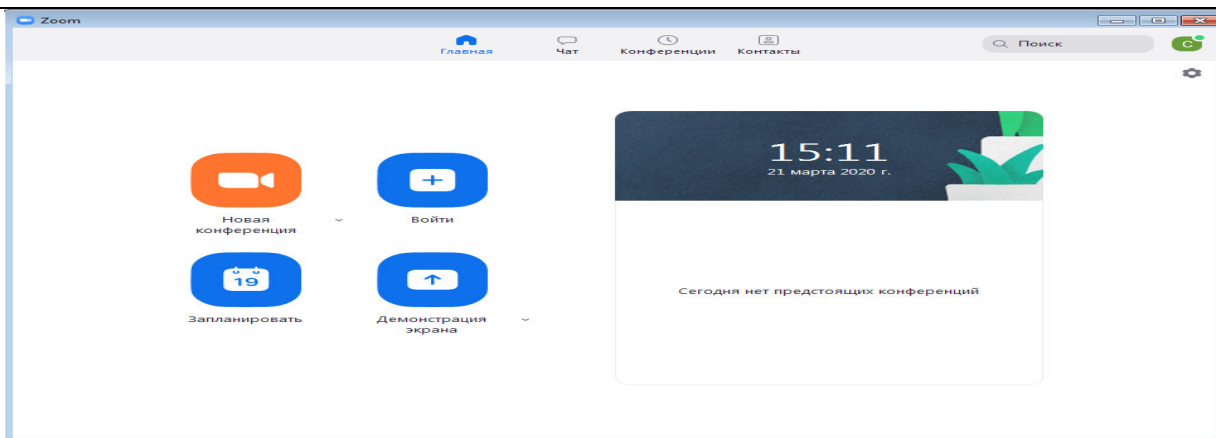 Zoom
Главная
Чат
Конференции
Контакты
Поиск
C
15:11
21 марта 2020 г.
Новая
конференция
Войти
19
Запланировать
Демонстрация
экрана
Сегодня нет предстоящих конференций